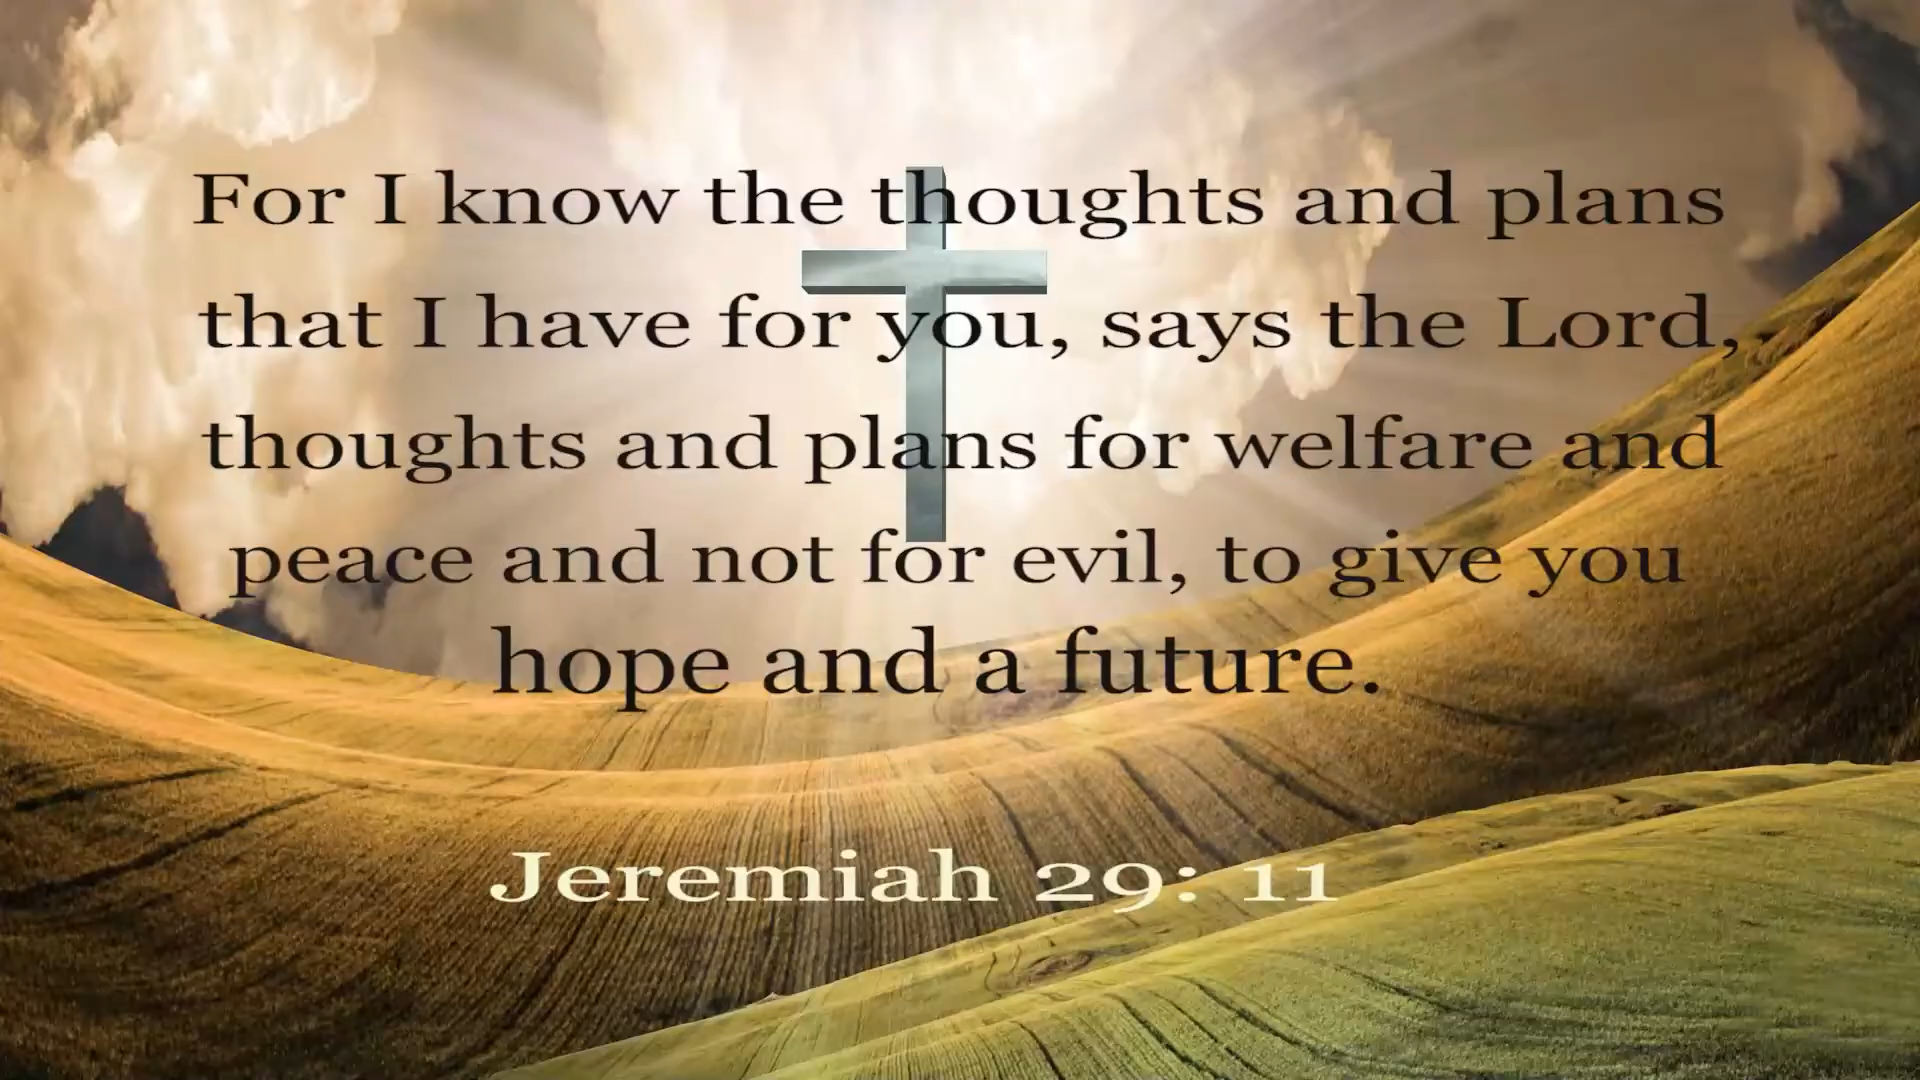 For I know the thoughts and plans
that I have for you, says the Lord,
thoughts and plans for welfare and
peace and not for evil, to give you
hope and a future.
Jeremiah 29: 11